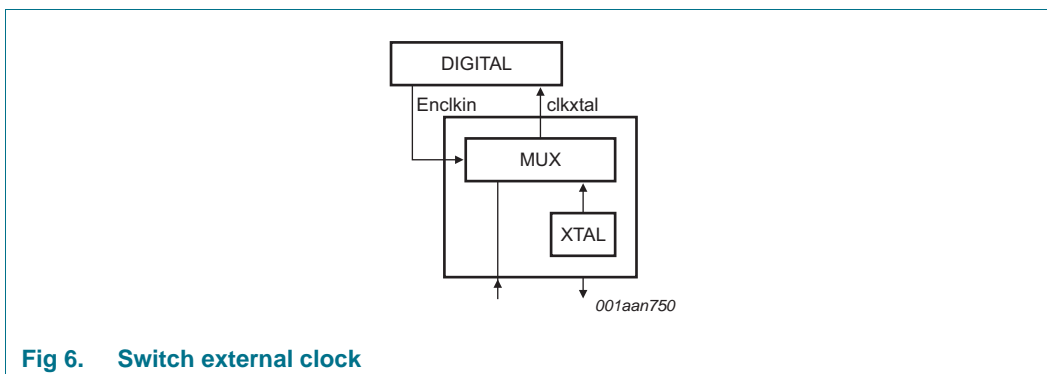 DIGITAL
Enclkin
clkxtal
MUX
XTAL
001aan750
Fig 6. Switch external clock